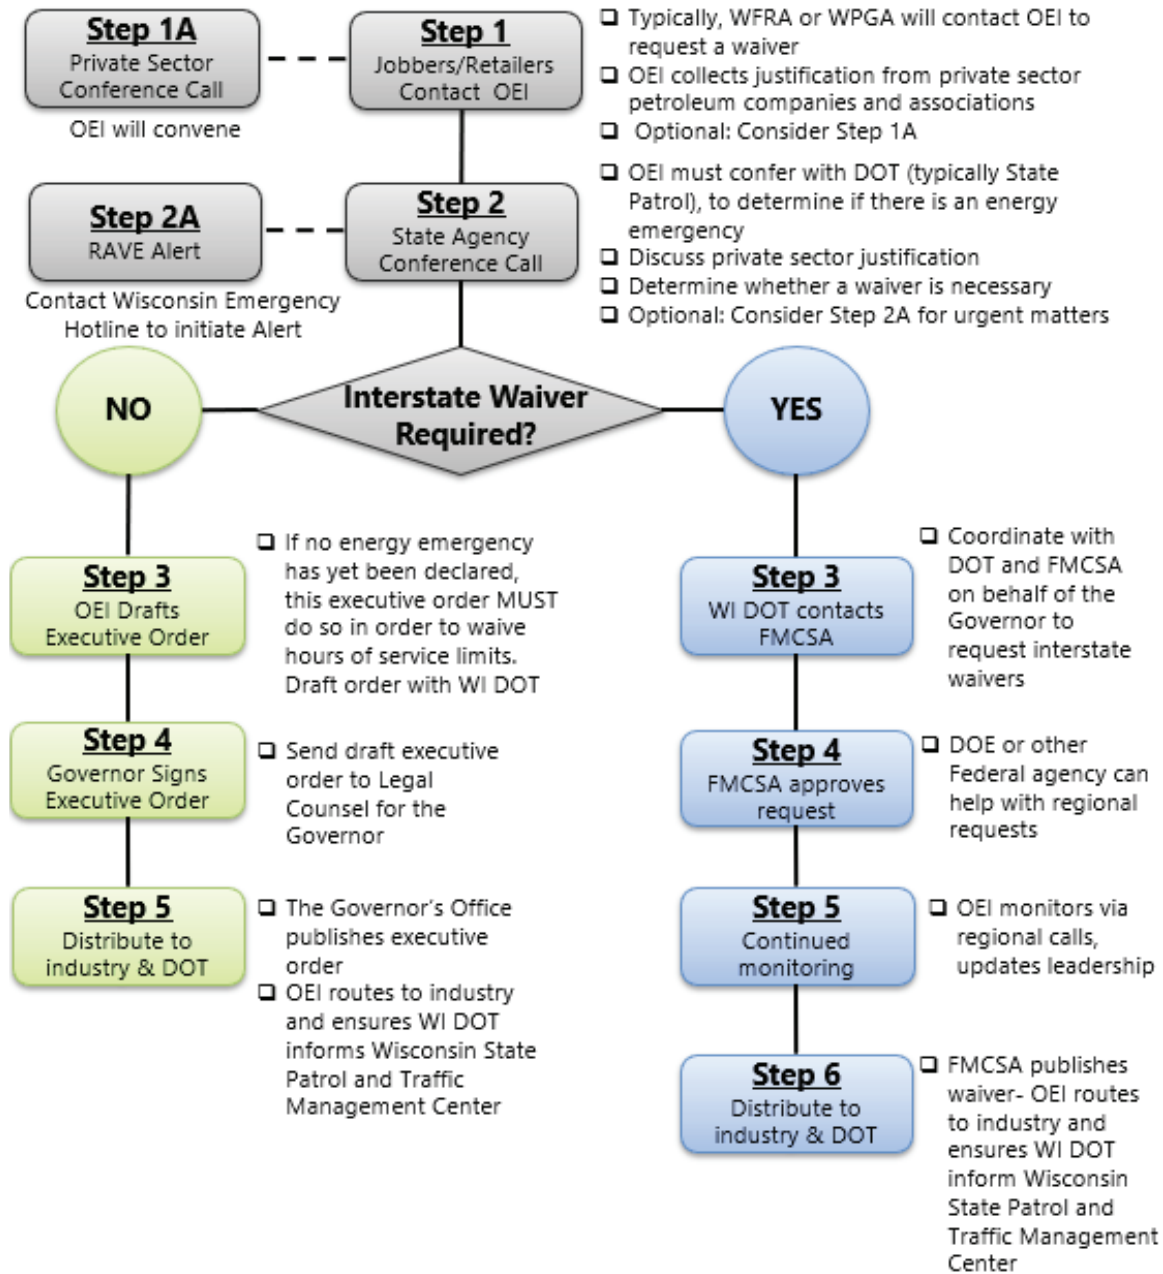 Step 1A
Private Sector
Conference Call
OEI will convene
Step 1
Jobbers/Retailers
Contact OEI
❑ Typically, WFRA or WPGA will contact OEI to
request a waiver
❑ OEI collects justification from private sector
petroleum companies and associations
❑ Optional: Consider Step 1A
Step 2A
RAVE Alert
Contact Wisconsin Emergency
Hotline to initiate Alert
Step 2
State Agency
Conference Call
❑ OEI must confer with DOT (typically State
Patrol), to determine if there is an energy
emergency
❑ Discuss private sector justification
❑ Determine whether a waiver is necessary
❑ Optional: Consider Step 2A for urgent matters
NO
Interstate Waiver
Required?
YES
Step 3
OEI Drafts
Executive Order
❑ If no energy emergency
has yet been declared,
this executive order MUST
do so in order to waive
hours of service limits.
Draft order with WI DOT
Step 4
Governor Signs
Executive Order
❑ Send draft executive
order to Legal
Counsel for the
Governor
Step 5
Distribute to
industry & DOT
❑ The Governor's Office
publishes executive
order
❑ OEI routes to industry
and ensures WI DOT
informs Wisconsin State
Patrol and Traffic
Management Center
Step 3
WI DOT contacts
FMCSA
❑ Coordinate with
DOT and FMCSA
on behalf of the
Governor to
request interstate
waivers
Step 4
FMCSA approves
request
❑ DOE or other
Federal agency can
help with regional
requests
Step 5
Continued
monitoring
❑ OEI monitors via
regional calls,
updates leadership
Step 6
Distribute to
industry & DOT
❑ FMCSA publishes
waiver- OEI routes
to industry and
ensures WI DOT
inform Wisconsin
State Patrol and
Traffic Management
Center